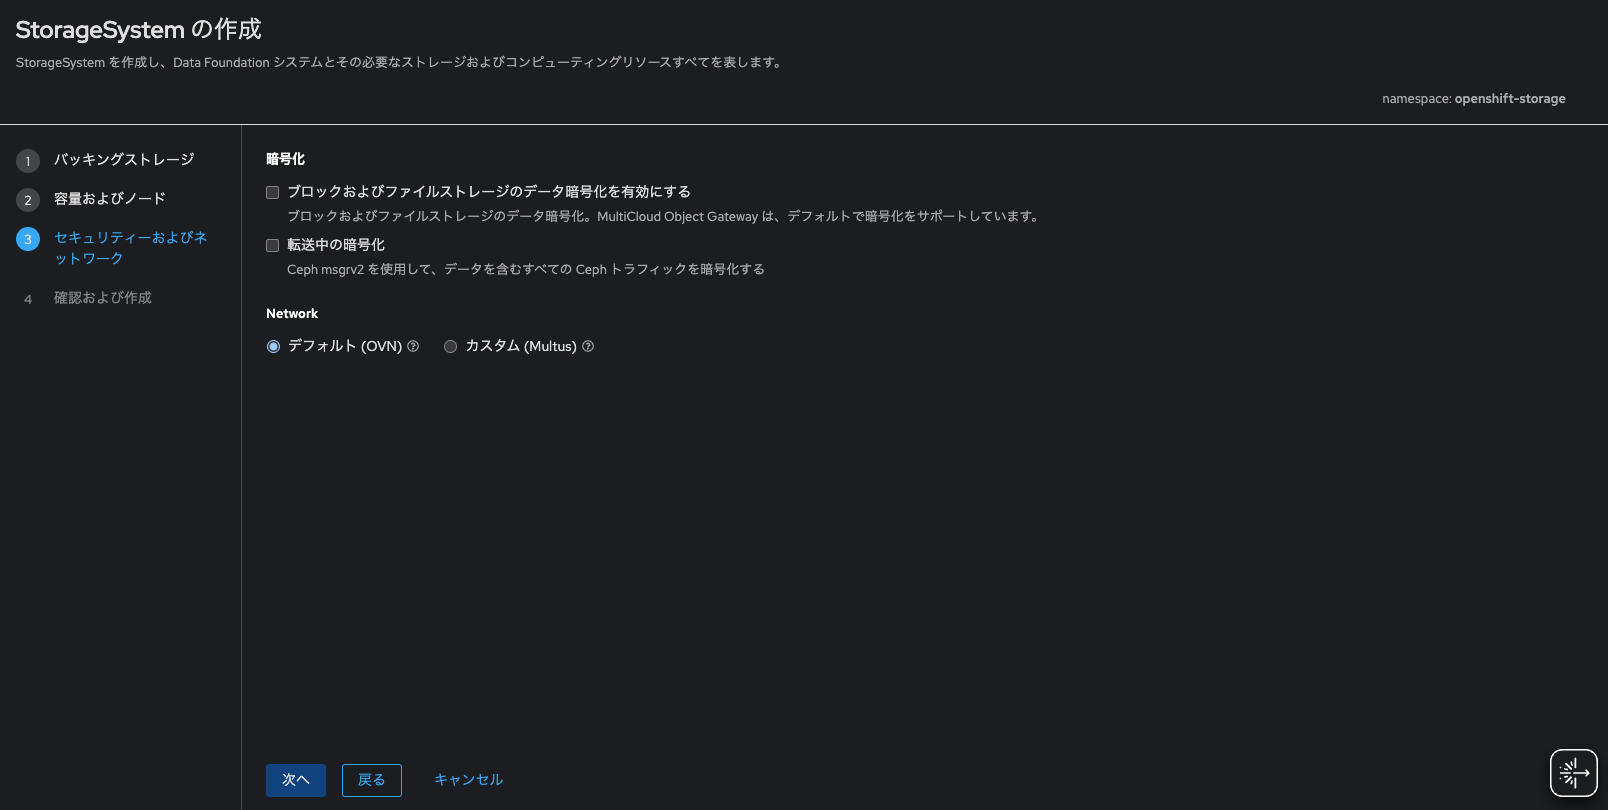 StorageSystem の作成
StorageSystem を作成し、Data Foundation システムとその必要なストレージおよびコンピューティングリソースすべてを表します。
namespace: openshift-storage
1 バッキングストレージ
2 容量およびノード
3 セキュリティーおよびネ
ットワーク
4 確認および作成
暗号化
ブロックおよびファイルストレージのデータ暗号化を有効にする
ブロックおよびファイルストレージのデータ暗号化。MultiCloud Object Gateway は、デフォルトで暗号化をサポートしています。
転送中の暗号化
Ceph msgrv2 を使用して、データを含むすべての Ceph トラフィックを暗号化する
Network
デフォルト (OVN) カスタム (Multus)
次へ 戻る キャンセル